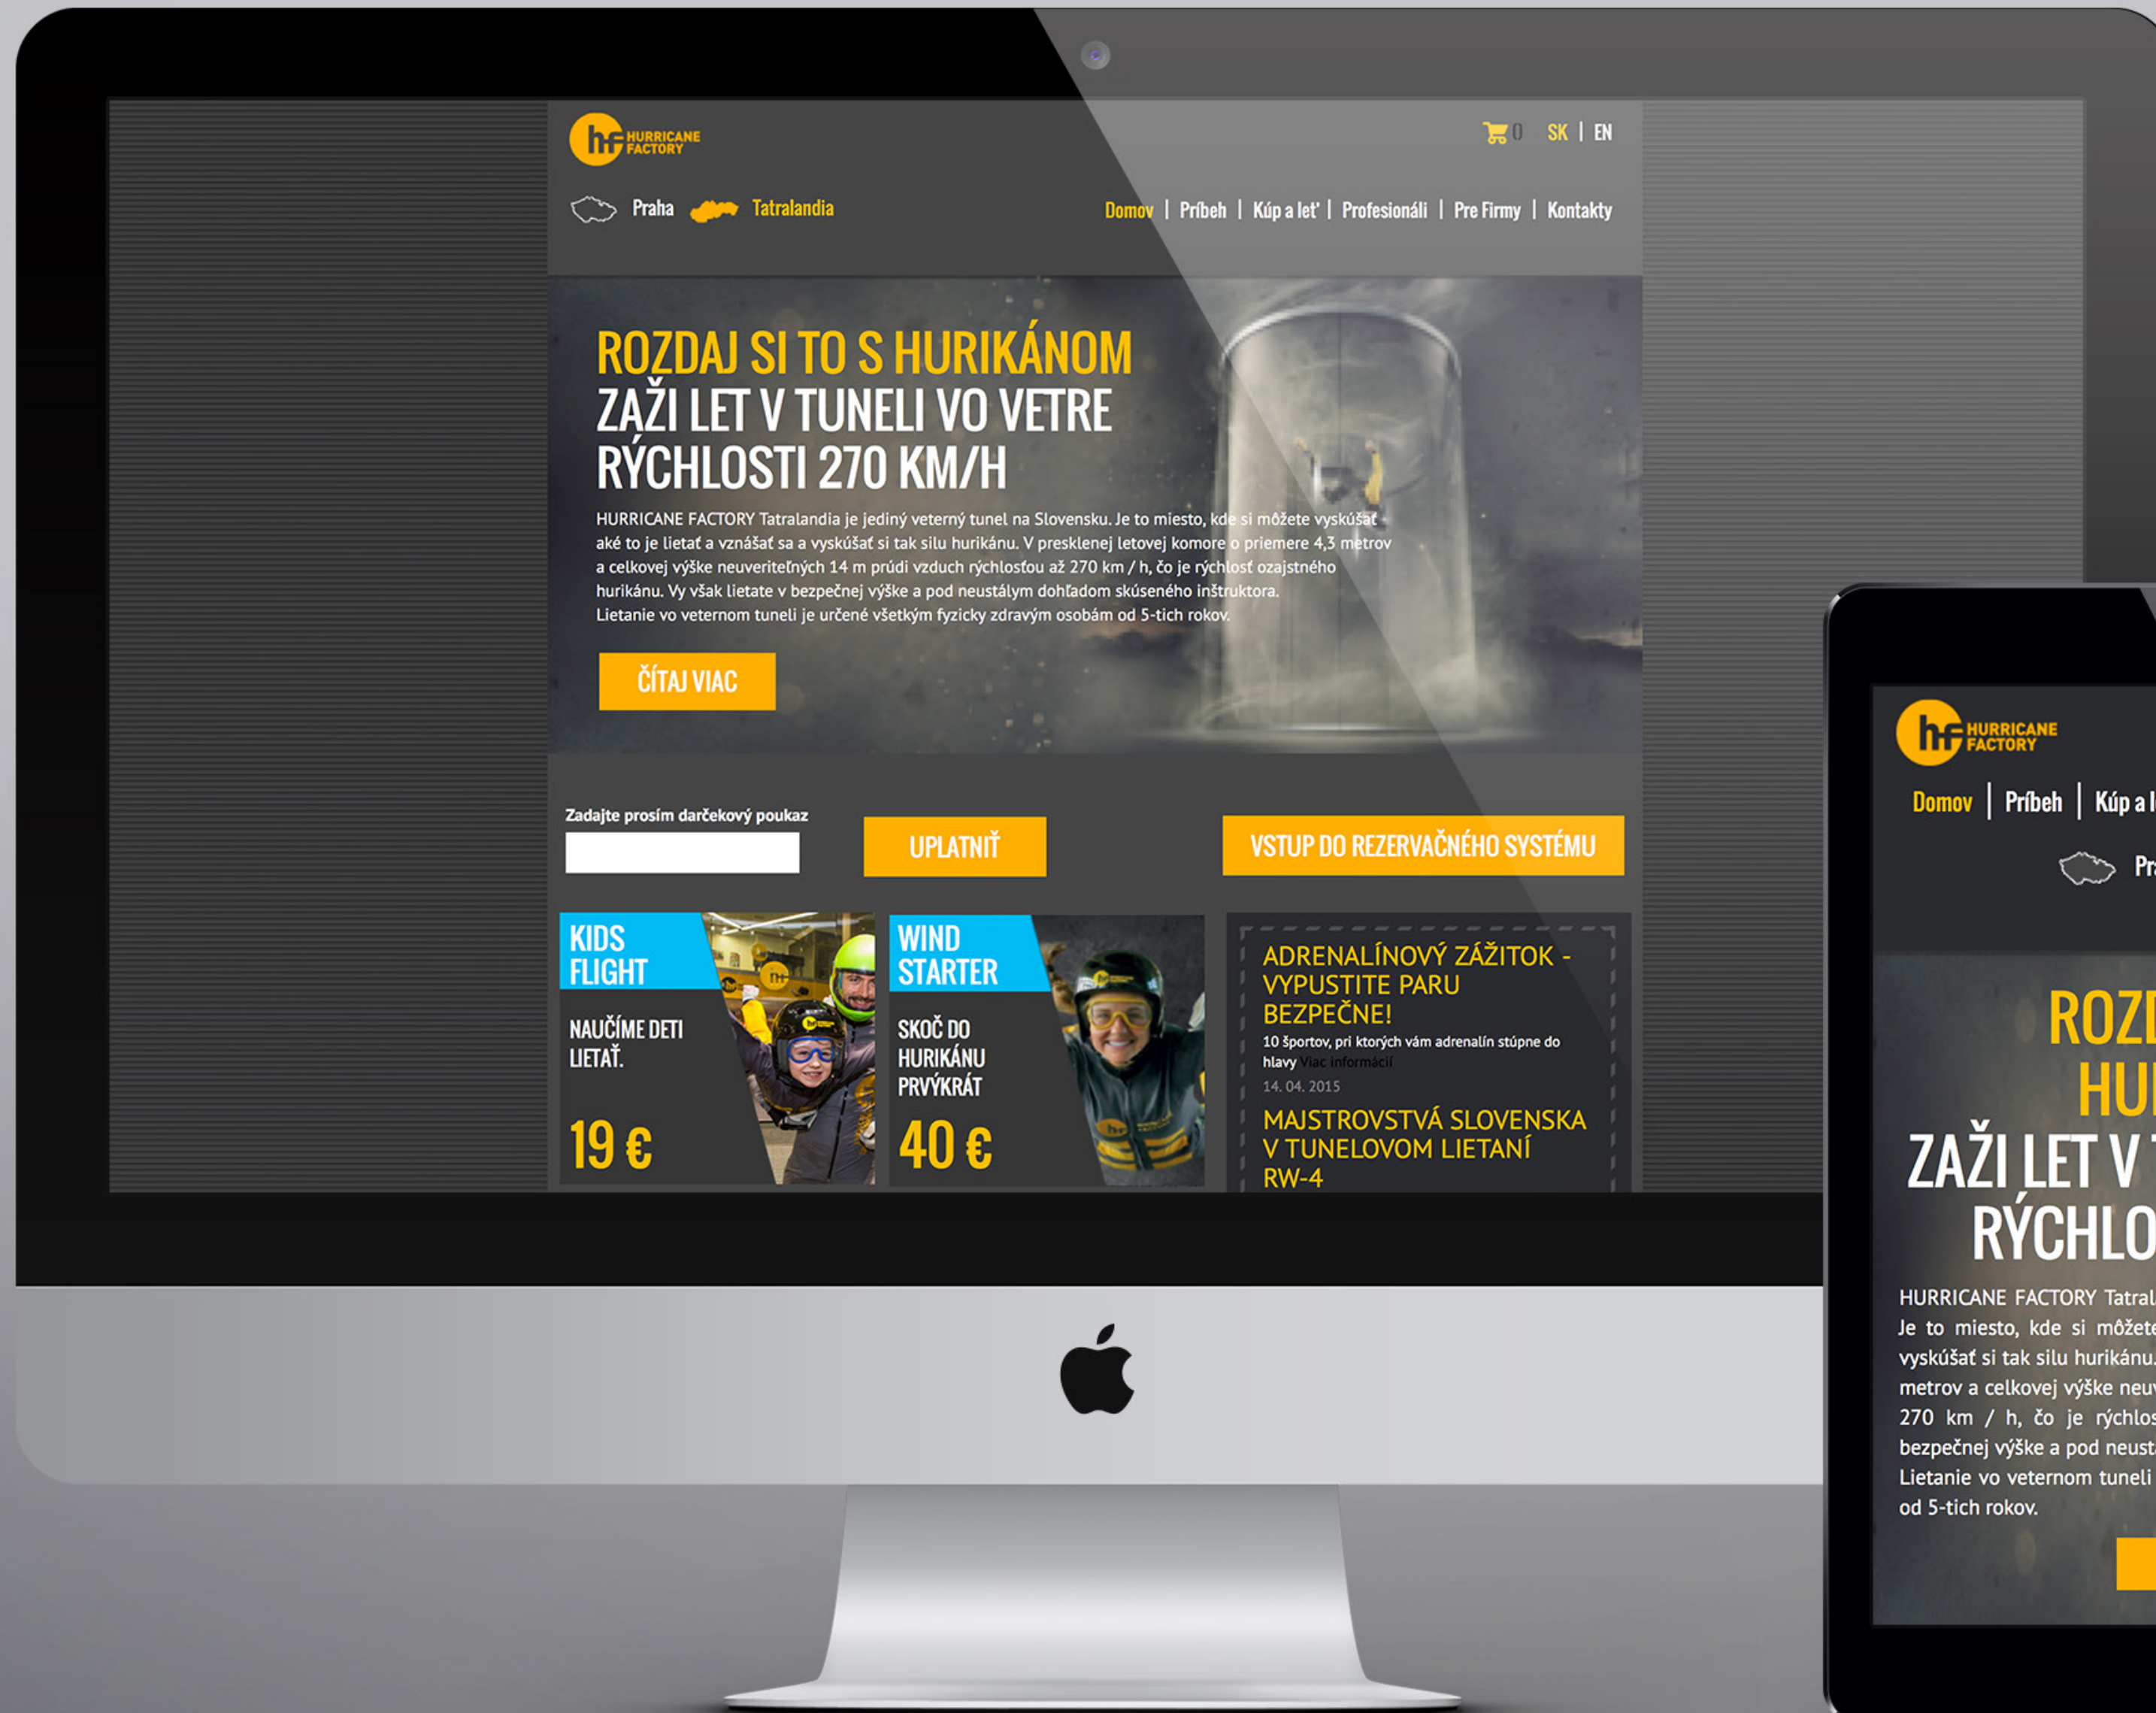 hf HURRICANE
FACTORY
0 SK | EN
Praha Tatralandia
Domov | Príbeh | Kúp a leť | Profesionáli | Pre Firmy | Kontakty
ROZDAJ SI TO S HURIKÁNOM
ZAŽI LET V TUNELI VO VETRE
RÝCHLOSTI 270 KM/H
HURRICANE FACTORY Tatralandia je jediný veterný tunel na Slovensku. Je to miesto, kde si môžete vyskúšať
aké to je lietať a vznášať sa a vyskúšať si tak silu hurikánu. V presklenej letovej komore o priemere 4,3 metrov
a celkovej výške neuveriteľných 14 m prúdi vzduch rýchlosťou až 270 km / h, čo je rýchlosť ozajstného
hurikánu. Vy však lietate v bezpečnej výške a pod neustálym dohľadom skúseného inštruktora.
Lietanie vo veternom tuneli je určené všetkým fyzicky zdravým osobám od 5-tich rokov.
ČÍTAJ VIAC
Zadajte prosím darčekový poukaz
UPLATNIŤ
VSTUP DO REZERVAČNÉHO SYSTÉMU
KIDS
FLIGHT
NAUČÍME DETI
LIETAŤ.
19 €
WIND
STARTER
SKOČ DO
HURIKÁNU
PRVÝKRÁT
40 €
ADRENALÍNOVÝ ZÁŽITOK -
VYPUSTITE PARU
BEZPEČNE!
10 športov, pri ktorých vám adrenalín stúpne do
hlavy Viac informácií
14. 04. 2015
MAJSTROVSTVÁ SLOVENSKA
V TUNELOVOM LIETANÍ
RW-4
hf HURRICANE
FACTORY
Domov | Príbeh | Kúp a l
Pra
ROZD
HU
ZAŽI LET V
RÝCHLO
HURRICANE FACTORY Tatral
Je to miesto, kde si môžete
vyskúšať si tak silu hurikánu.
metrov a celkovej výške neuv
270 km / h, čo je rýchlos
bezpečnej výške a pod neust
Lietanie vo veternom tuneli
od 5-tich rokov.